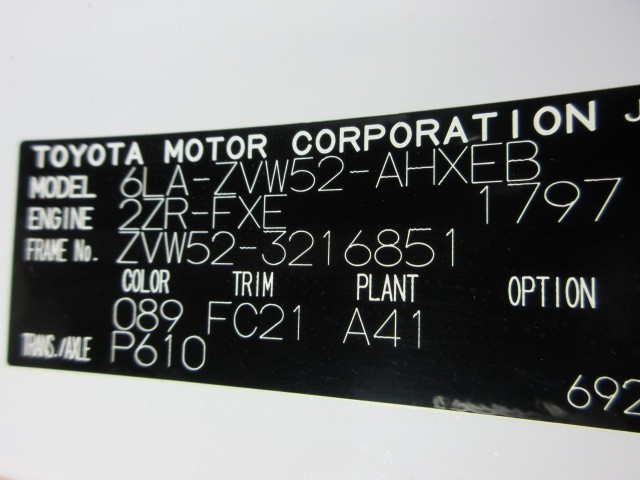 TOYOTA MOTOR CORPORATION J
MODEL 6LA-ZVW52-AHXEB
ENGINE 2ZR-FXE 1797
FRAME No. ZVW52-3216851
COLOR TRIM PLANT OPTION
089 FC21 A41
TRANS./AXLE P610
692